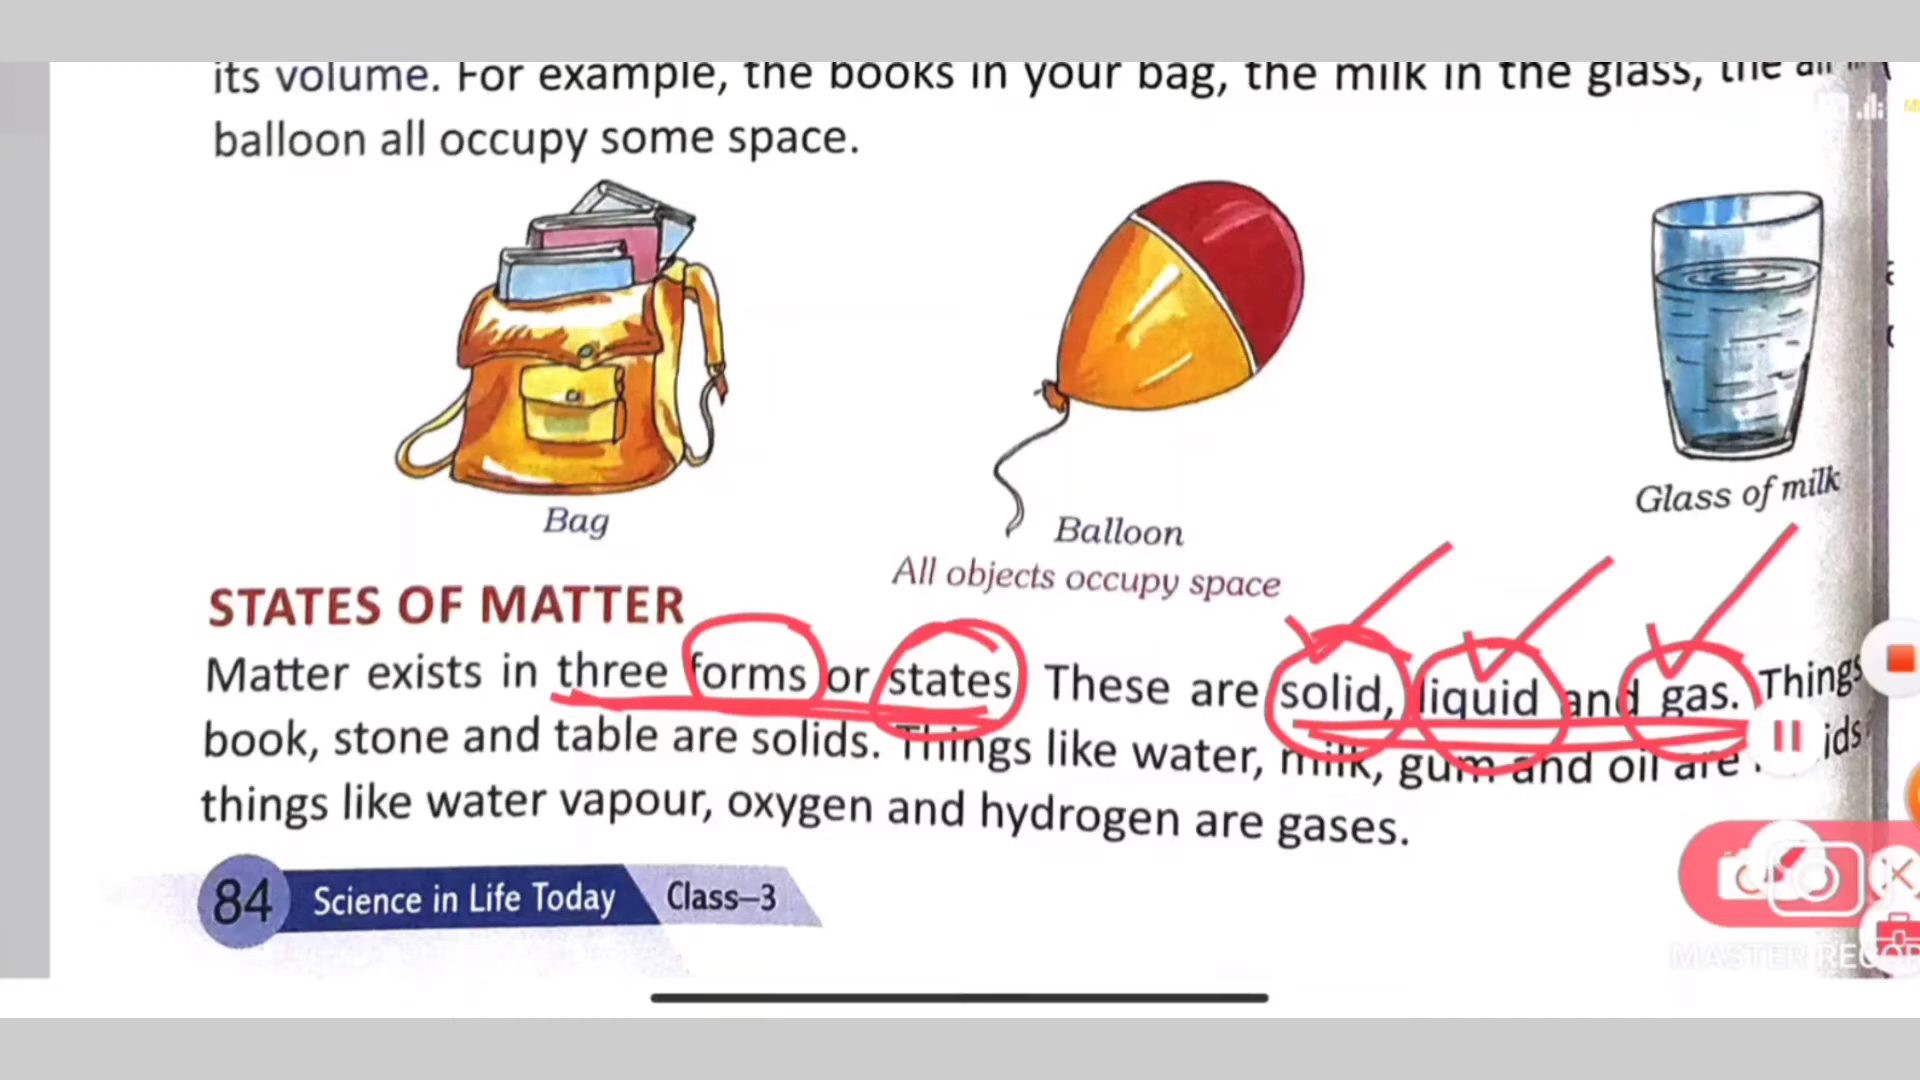 its volume. For example, the books in your bag, the milk in the glass, the air
balloon all occupy some space.
Bag
Balloon
Glass of milk
All objects occupy space
STATES OF MATTER
Matter exists in three forms or states These are solid, liquid and gas. Things
book, stone and table are solids. Things like water, milk, gum and oil are
things like water vapour, oxygen and hydrogen are gases.
84 Science in Life Today Class–3
MASTER RECOR